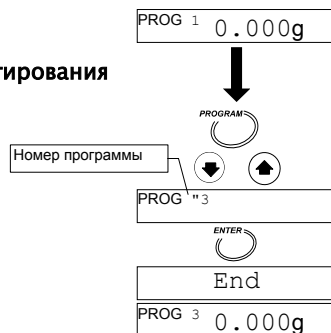 PROG 1 0.000g
тирования
PROGRAM
Номер программы
PROG "3
ENTER
End
PROG 3 0.000g